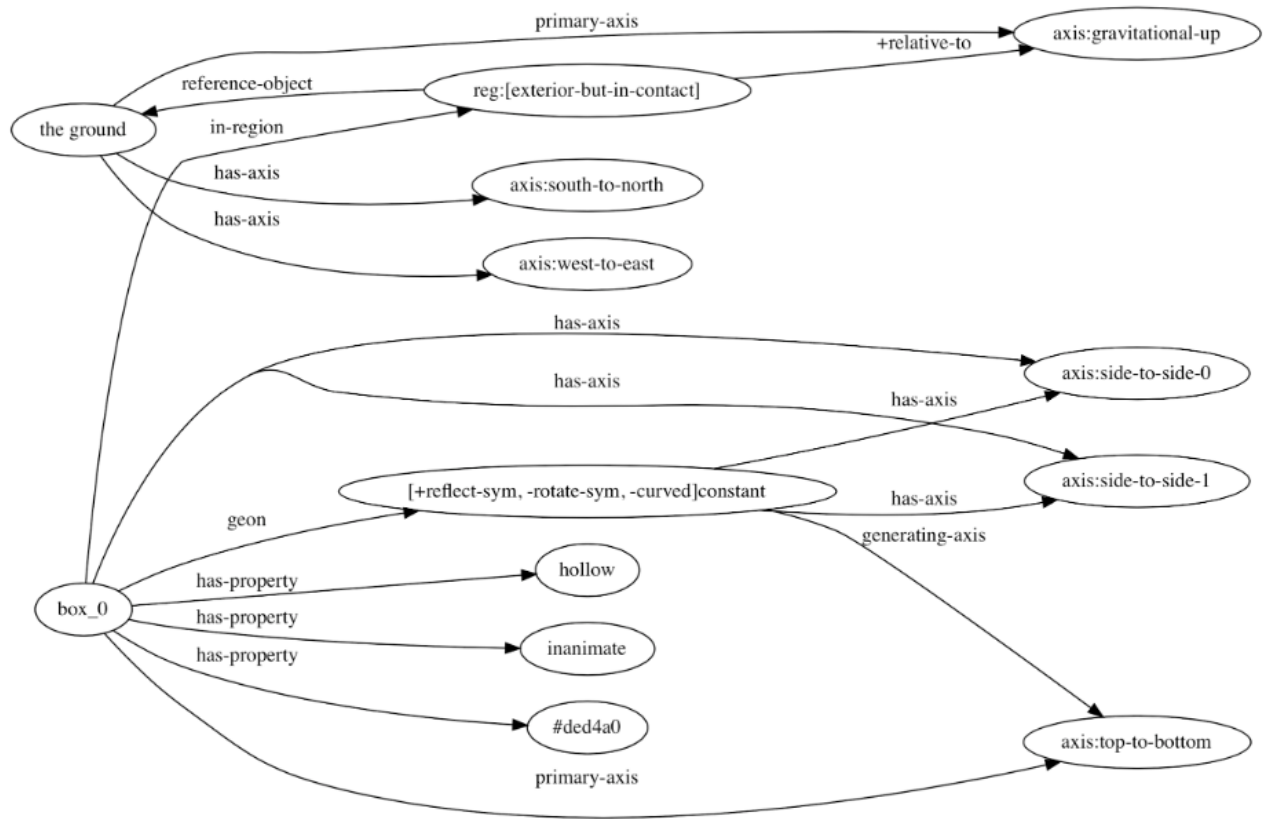 primary-axis
axis:gravitational-up
+relative-to
reference-object
reg:[exterior-but-in-contact]
the ground
in-region
has-axis
axis:south-to-north
has-axis
axis:west-to-east
has-axis
axis:side-to-side-0
has-axis
has-axis
[+reflect-sym, -rotate-sym, -curved]constant
axis:side-to-side-1
has-axis
geon
generating-axis
hollow
has-property
box_0
has-property
inanimate
has-property
#ded4a0
axis:top-to-bottom
primary-axis